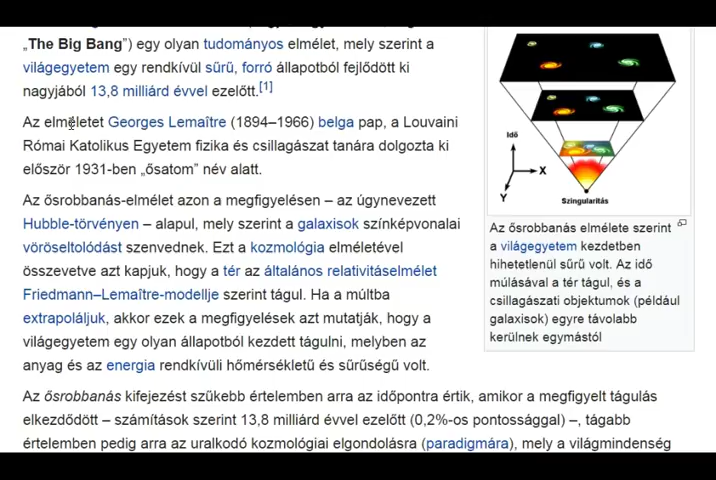 „The Big Bang”) egy olyan tudományos elmélet, mely szerint a
világegyetem egy rendkívül sűrű, forró állapotból fejlődött ki
nagyjából 13,8 milliárd évvel ezelőtt.[1]
Az elméletet Georges Lemaître (1894–1966) belga pap, a Louvaini
Római Katolikus Egyetem fizika és csillagászat tanára dolgozta ki
először 1931-ben „ősatom” név alatt.
Az ősrobbanás-elmélet azon a megfigyelésen – az úgynevezett
Hubble-törvényen – alapul, mely szerint a galaxisok színképvonalai
vöröseltolódást szenvednek. Ezt a kozmológia elméletével
összevetve azt kapjuk, hogy a tér az általános relativitáselmélet
Friedmann–Lemaître-modellje szerint tágul. Ha a múltba
extrapoláljuk, akkor ezek a megfigyelések azt mutatják, hogy a
világegyetem egy olyan állapotból kezdett tágulni, melyben az
anyag és az energia rendkívüli hőmérsékletű és sűrűségű volt.
Az ősrobbanás kifejezést szűkebb értelemben arra az időpontra értik, amikor a megfigyelt tágulás
elkezdődött – számítások szerint 13,8 milliárd évvel ezelőtt (0,2%-os pontossággal) –, tágabb
értelemben pedig arra az uralkodó kozmológiai elgondolásra (paradigmára), mely a világmindenség
Idő
X
Y
Szingularitás
Az ősrobbanás elmélete szerint
a világegyetem kezdetben
hihetetlenül sűrű volt. Az idő
múlásával a tér tágul, és a
csillagászati objektumok (például
galaxisok) egyre távolabb
kerülnek egymástól